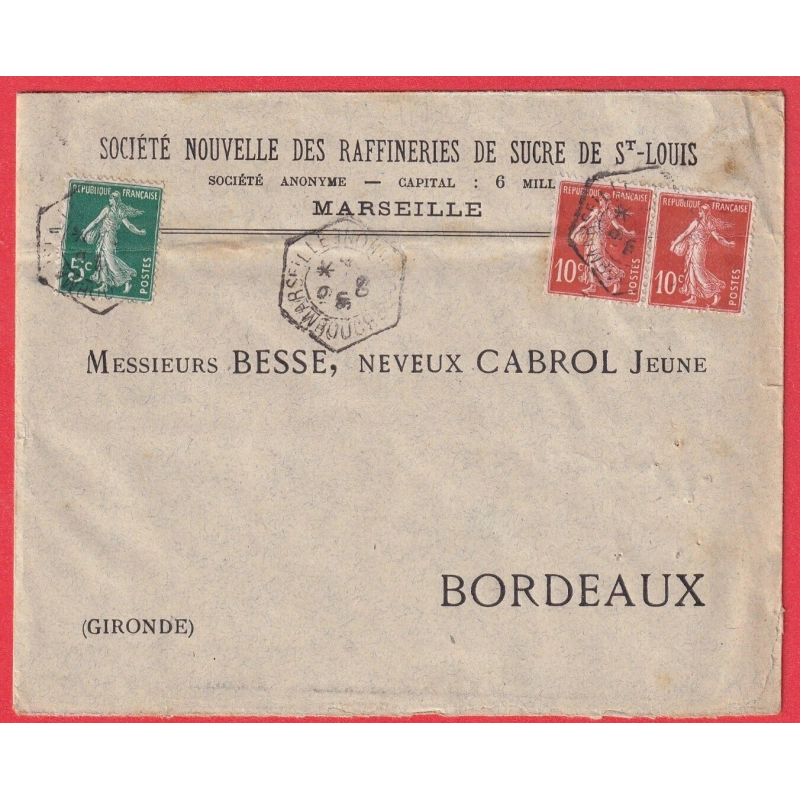 SOCIÉTÉ NOUVELLE DES RAFFINERIES DE SUCRE DE ST-LOUIS
SOCIÉTÉ ANONYME — CAPITAL : 6 MILL
MARSEILLE
REPUBLIQUE FRANÇAISE
5c
POSTES
REPUBLIQUE
10c
POSTES
REPUBLIQUE FRANÇAISE
10c
POSTES
MARSEILLE
MESSIEURS BESSE, NEVEUX CABROL JEUNE
BORDEAUX
(GIRONDE)